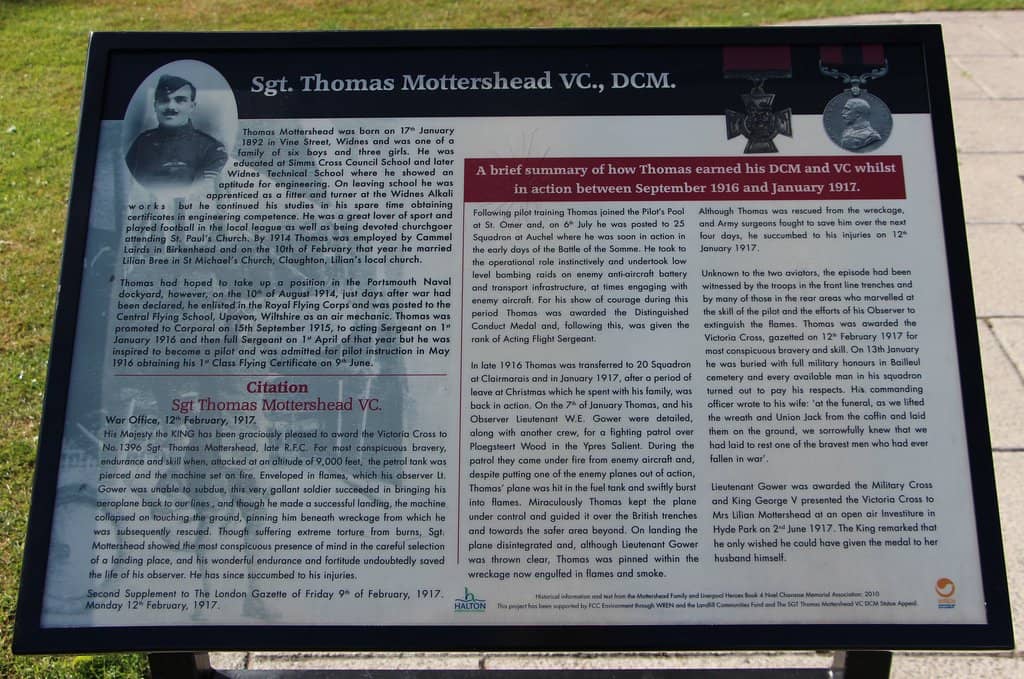 Sgt. Thomas Mottershead VC., DCM.
Thomas Mottershead was born on 17th January
1892 in Vine Street, Widnes and was one of a
family of six boys and three girls. He was
educated at Simms Cross Council School and later
Widnes Technical School where he showed an
aptitude for engineering. On leaving school he was
apprenticed as a fitter and turner at the Widnes Alkali
works but he continued his studies in his spare time obtaining
certificates in engineering competence. He was a great lover of sport and
played football in the local league as well as being devoted churchgoer
attending St. Paul's Church. By 1914 Thomas was employed by Cammel
Lairds in Birkenhead and on the 10th of February that year he married
Lilian Bree in St Michael's Church, Claughton, Lilian's local church.
Thomas had hoped to take up a position in the Portsmouth Naval
dockyard, however, on the 10th of August 1914, just days after war had
been declared, he enlisted in the Royal Flying Corps and was posted to the
Central Flying School, Upavon, Wiltshire as an air mechanic. Thomas was
promoted to Corporal on 15th September 1915, to acting Sergeant on 1st
January 1916 and then full Sergeant on 1st April of that year but he was
inspired to become a pilot and was admitted for pilot instruction in May
1916 obtaining his 1st Class Flying Certificate on 9th June.
Citation
Sgt Thomas Mottershead VC.
War Office, 12th February, 1917.
His Majesty the KING has been graciously pleased to award the Victoria Cross to
No.1396 Sgt. Thomas Mottershead, late R.F.C. For most conspicuous bravery,
endurance and skill when, attacked at an altitude of 9,000 feet, the petrol tank was
pierced and the machine set on fire. Enveloped in flames, which his observer Lt.
Gower was unable to subdue, this very gallant soldier succeeded in bringing his
aeroplane back to our lines, and though he made a successful landing, the machine
collapsed on touching the ground, pinning him beneath wreckage from which he
was subsequently rescued. Though suffering extreme torture from burns, Sgt.
Mottershead showed the most conspicuous presence of mind in the careful selection
of a landing place, and his wonderful endurance and fortitude undoubtedly saved
the life of his observer. He has since succumbed to his injuries.
Second Supplement to The London Gazette of Friday 9th of February, 1917.
Monday 12th February, 1917.
A brief summary of how Thomas earned his DCM and VC whilst
in action between September 1916 and January 1917.
Following pilot training Thomas joined the Pilot's Pool
at St. Omer and, on 6th July he was posted to 25
Squadron at Auchel where he was soon in action in
the early days of the Battle of the Somme. He took to
the operational role instinctively and undertook low
level bombing raids on enemy anti-aircraft battery
and transport infrastructure, at times engaging with
enemy aircraft. For his show of courage during this
period Thomas was awarded the Distinguished
Conduct Medal and, following this, was given the
rank of Acting Flight Sergeant.
In late 1916 Thomas was transferred to 20 Squadron
at Clairmarais and in January 1917, after a period of
leave at Christmas which he spent with his family, was
back in action. On the 7th of January Thomas, and his
Observer Lieutenant W.E. Gower were detailed,
along with another crew, for a fighting patrol over
Ploegsteert Wood in the Ypres Salient. During the
patrol they came under fire from enemy aircraft and,
despite putting one of the enemy planes out of action,
Thomas' plane was hit in the fuel tank and swiftly burst
into flames. Miraculously Thomas kept the plane
under control and guided it over the British trenches
and towards the safer area beyond. On landing the
plane disintegrated and, although Lieutenant Gower
was thrown clear, Thomas was pinned within the
wreckage now engulfed in flames and smoke.
Although Thomas was rescued from the wreckage,
and Army surgeons fought to save him over the next
four days, he succumbed to his injuries on 12th
January 1917.
Unknown to the two aviators, the episode had been
witnessed by the troops in the front line trenches and
by many of those in the rear areas who marvelled at
the skill of the pilot and the efforts of his Observer to
extinguish the flames. Thomas was awarded the
Victoria Cross, gazetted on 12th February 1917 for
most conspicuous bravery and skill. On 13th January
he was buried with full military honours in Bailleul
cemetery and every available man in his squadron
turned out to pay his respects. His commanding
officer wrote to his wife: 'at the funeral, as we lifted
the wreath and Union Jack from the coffin and laid
them on the ground, we sorrowfully knew that we
had laid to rest one of the bravest men who had ever
fallen in war'.
Lieutenant Gower was awarded the Military Cross
and King George V presented the Victoria Cross to
Mrs Lilian Mottershead at an open air Investiture in
Hyde Park on 2nd June 1917. The King remarked that
he only wished he could have given the medal to her
husband himself.
HALTON
Historical information and text from the Mottershead Family and Liverpool Heroes Book 4 Noel Chavasse Memorial Association; 2010
This project has been supported by FCC Environment through WREN and the Landfill Communities Fund and The SGT Thomas Mottershead VC DCM Statue Appeal.